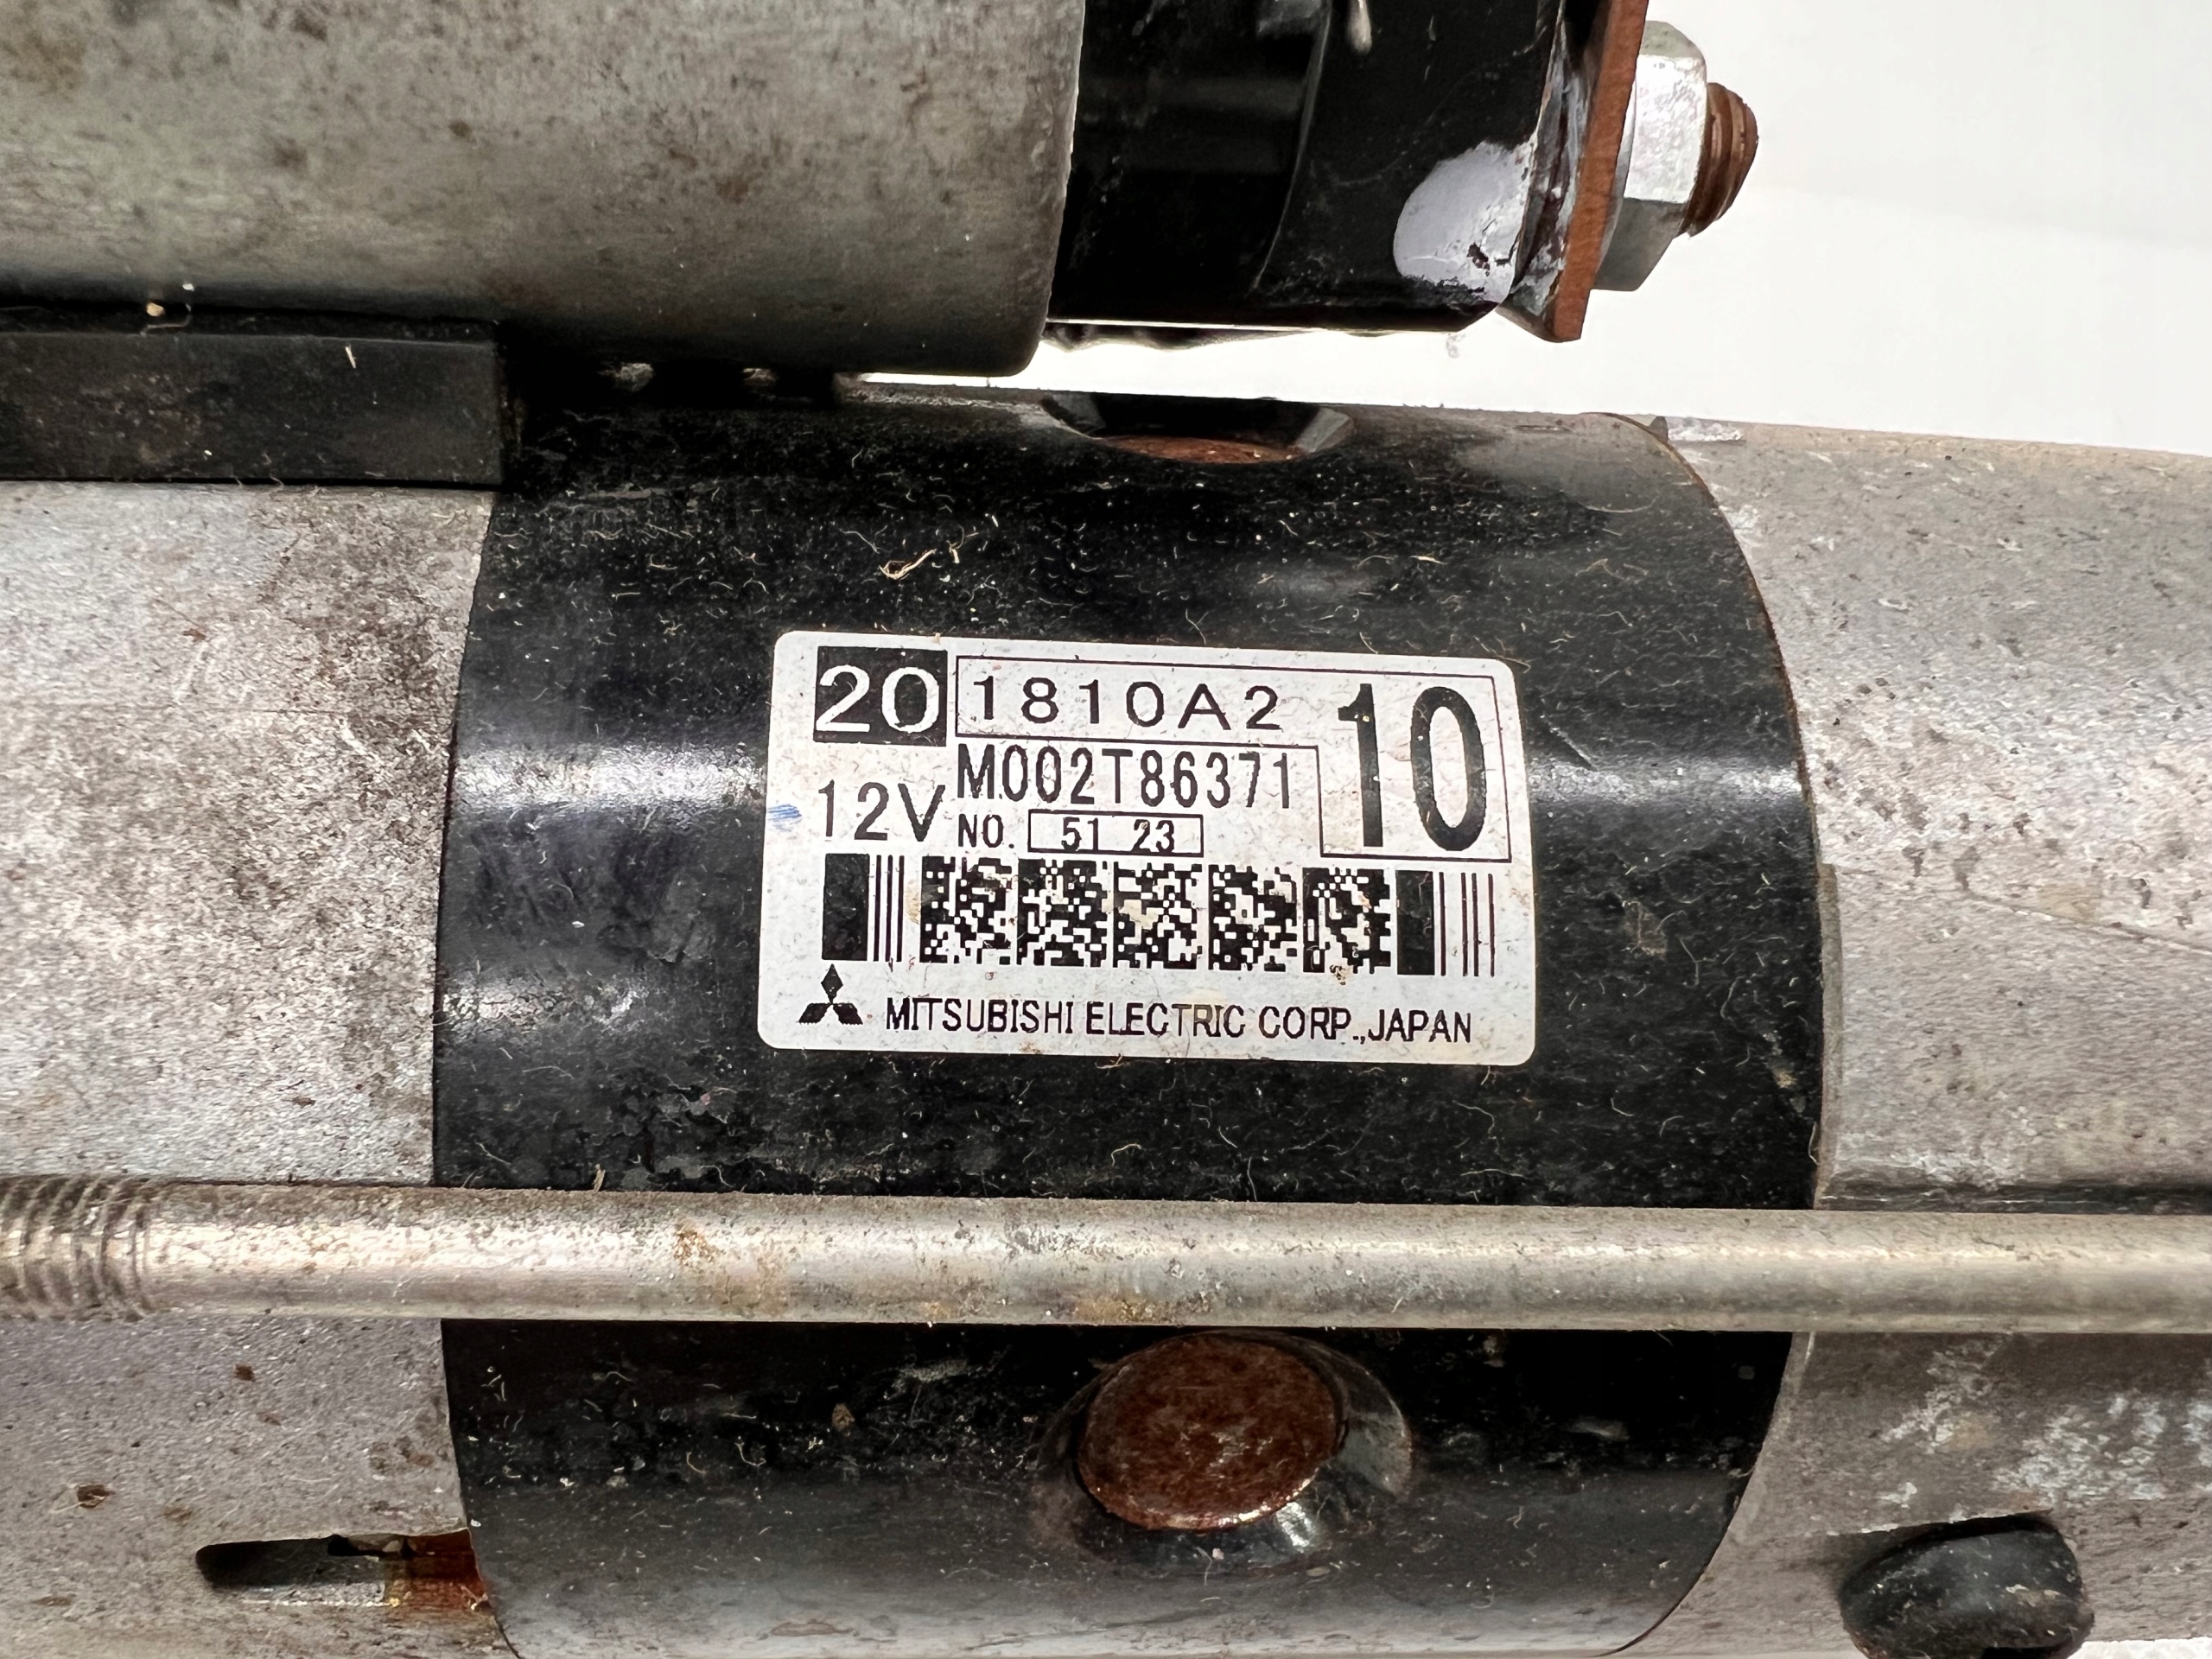 20 1810A2 10
M002T86371
12V NO. 51 23
MITSUBISHI ELECTRIC CORP.,JAPAN